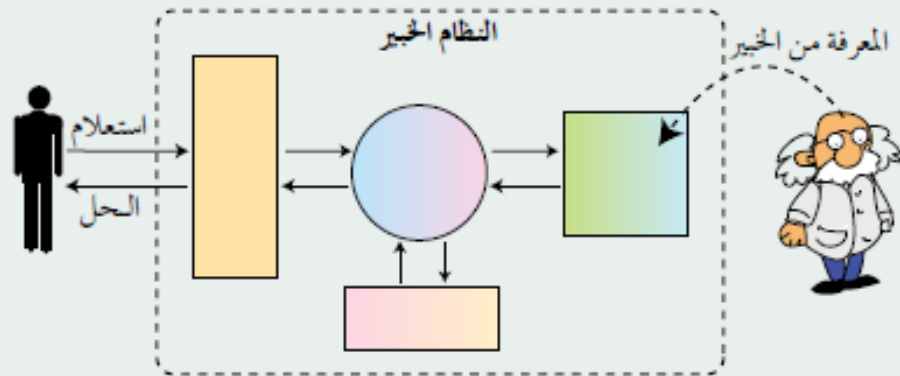 النظام الخبير
المعرفة من الخبير
استعلام
الحل